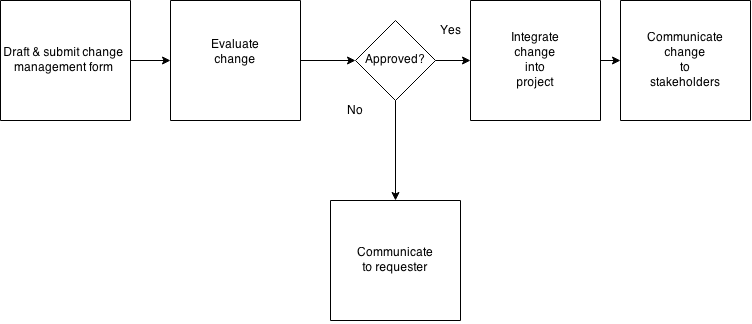 Draft & submit change
management form
Evaluate
change
Approved?
Yes
Integrate
change
into
project
Communicate
change
to
stakeholders
No
Communicate
to requester